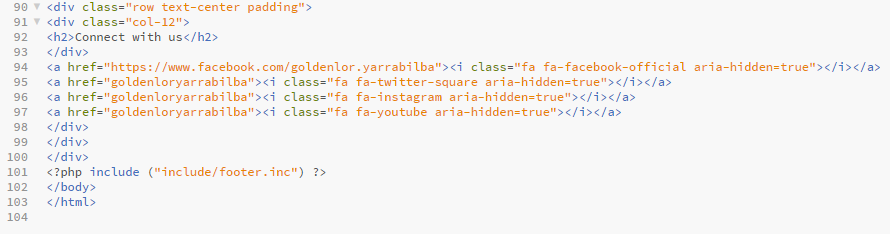 90 <div class="row text-center padding">
91 <div class="col-12">
92 <h2>Connect with us</h2>
93 </div>
94 <a href="https://www.facebook.com/goldenlor.yarrabilba"><i class="fa fa-facebook-official aria-hidden=true"></i></a>
95 <a href="goldenloryarrabilba"><i class="fa fa-twitter-square aria-hidden=true"></i></a>
96 <a href="goldenloryarrabilba"><i class="fa fa-instagram aria-hidden=true"></i></a>
97 <a href="goldenloryarrabilba"><i class="fa fa-youtube aria-hidden=true"></i></a>
98 </div>
99 </div>
100 </div>
101 <?php include ("include/footer.inc") ?>
102 </body>
103 </html>
104